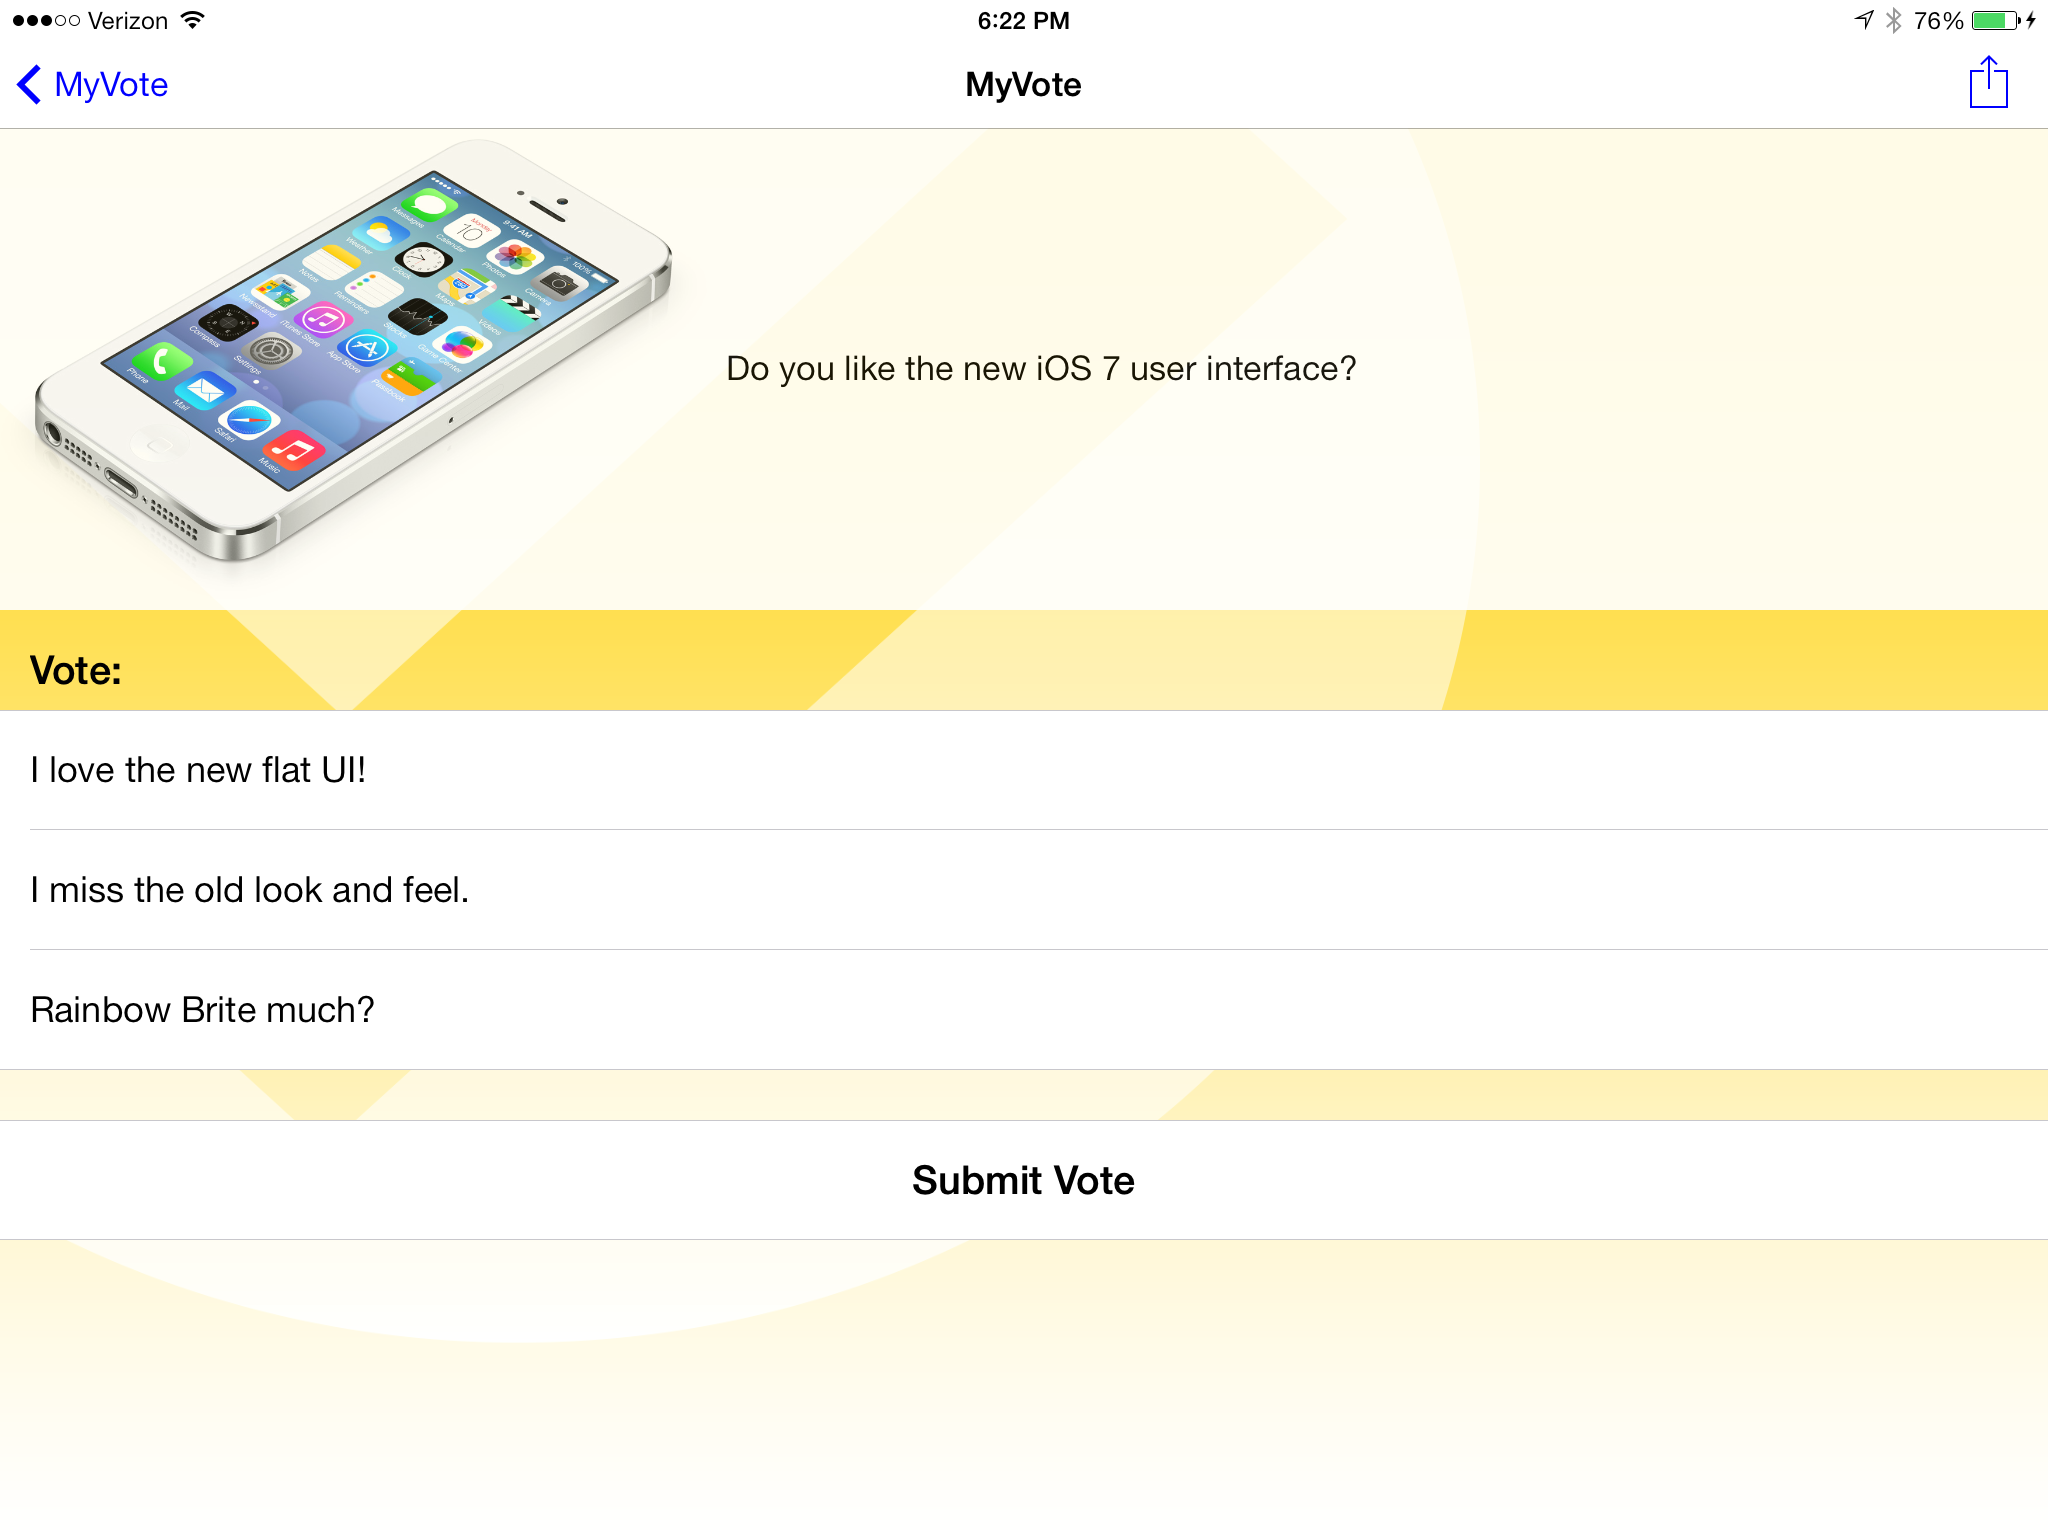 Verizon
6:22 PM
76%
MyVote
MyVote
9:41 AM
100%
Messages
Calendar
Photos
Camera
Weather
Clock
Maps
Videos
Notes
Reminders
Stocks
Game Center
Newsstand
iTunes Store
App Store
Passbook
Compass
Settings
Phone
Mail
Safari
Music
Monday
10
Do you like the new iOS 7 user interface?
Vote:
I love the new flat UI!
I miss the old look and feel.
Rainbow Brite much?
Submit Vote